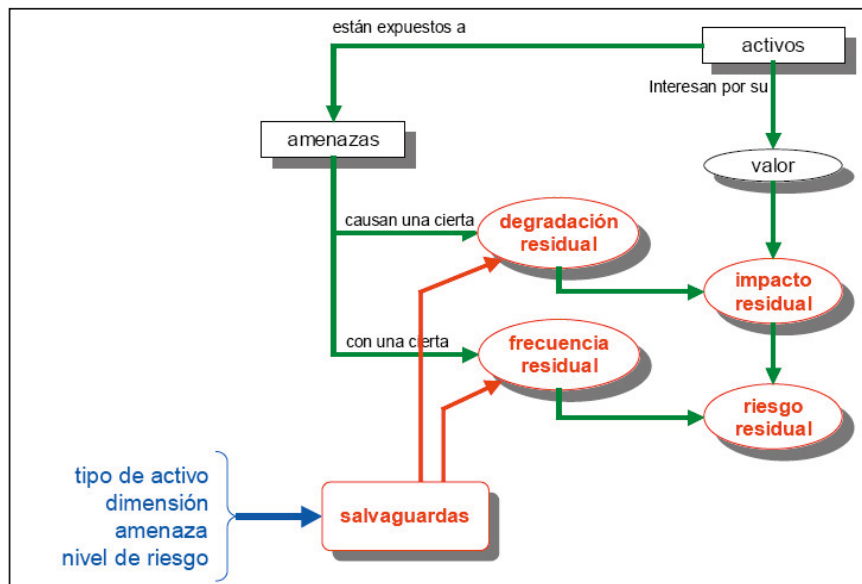 están expuestos a
activos
Interesan por su
amenazas
valor
causan una cierta
degradación
residual
impacto
residual
con una cierta
frecuencia
residual
riesgo
residual
tipo de activo
dimensión
amenaza
nivel de riesgo
salvaguardas